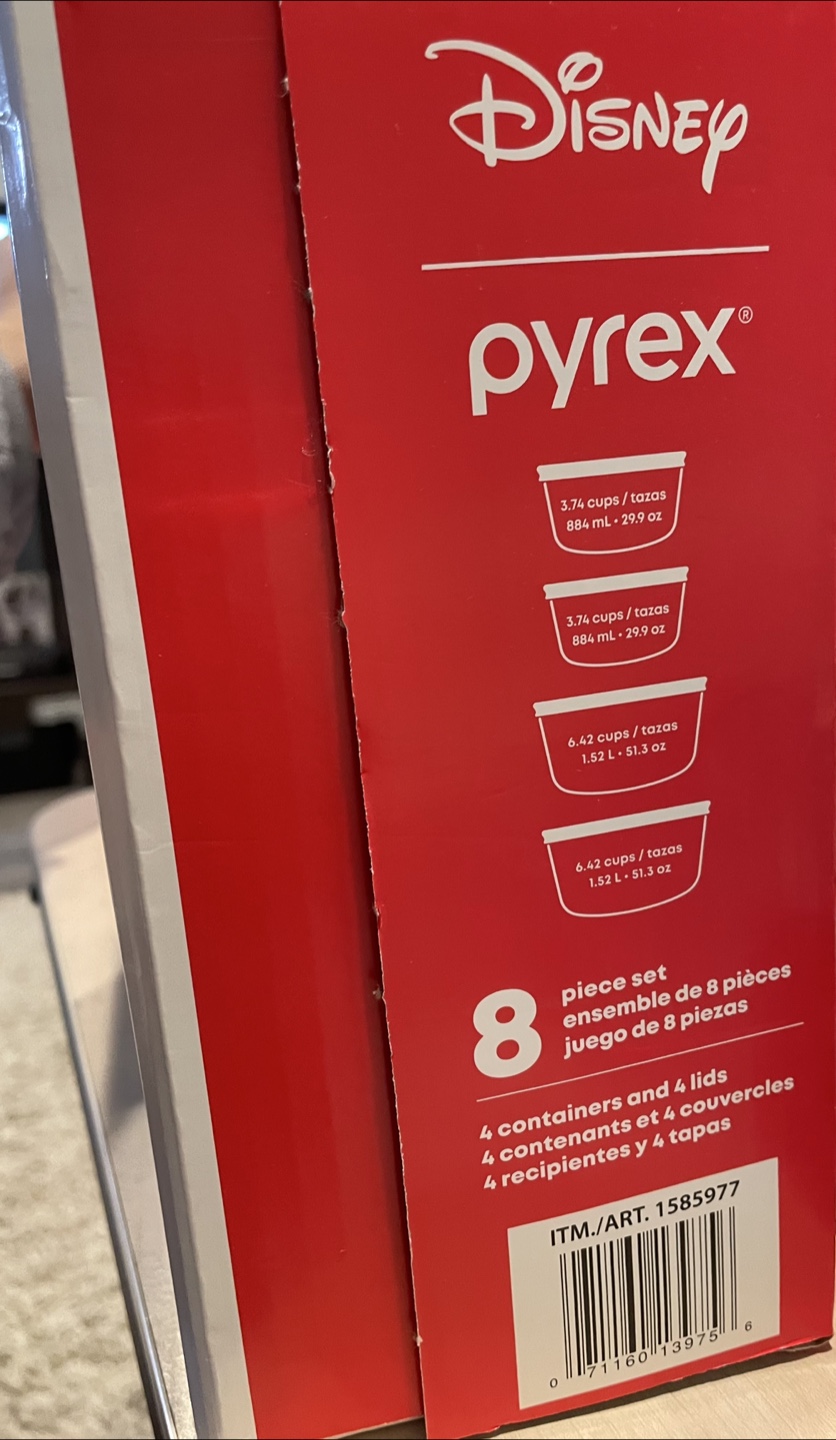 Disney
pyrex®
3.74 cups / tazas
884 mL • 29.9 oz
3.74 cups / tazas
884 mL • 29.9 oz
6.42 cups / tazas
1.52 L • 51.3 oz
6.42 cups / tazas
1.52 L • 51.3 oz
8
piece set
ensemble de 8 pièces
juego de 8 piezas
4 containers and 4 lids
4 contenants et 4 couvercles
4 recipientes y 4 tapas
ITM./ART. 1585977
0 71160 13975 6